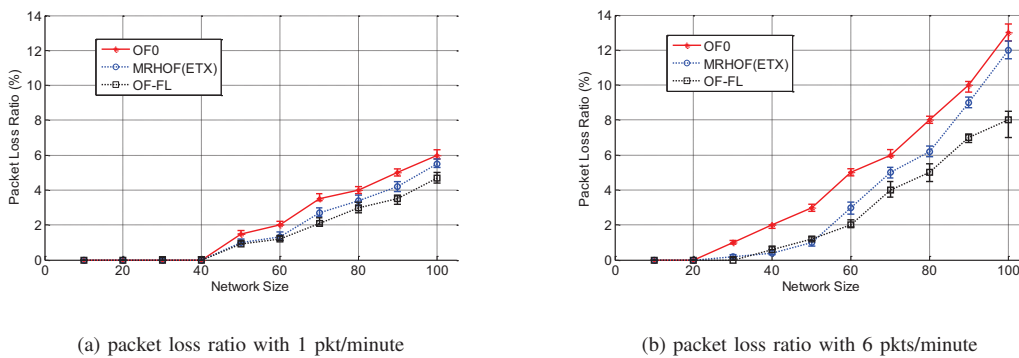 14
12
10
8
6
4
2
0
Packet Loss Ratio (%)
OF0
MRHOF(ETX)
OF-FL
0 20 40 60 80 100
Network Size
(a) packet loss ratio with 1 pkt/minute
14
12
10
8
6
4
2
0
Packet Loss Ratio (%)
OF0
MRHOF(ETX)
OF-FL
0 20 40 60 80 100
Network Size
(b) packet loss ratio with 6 pkts/minute